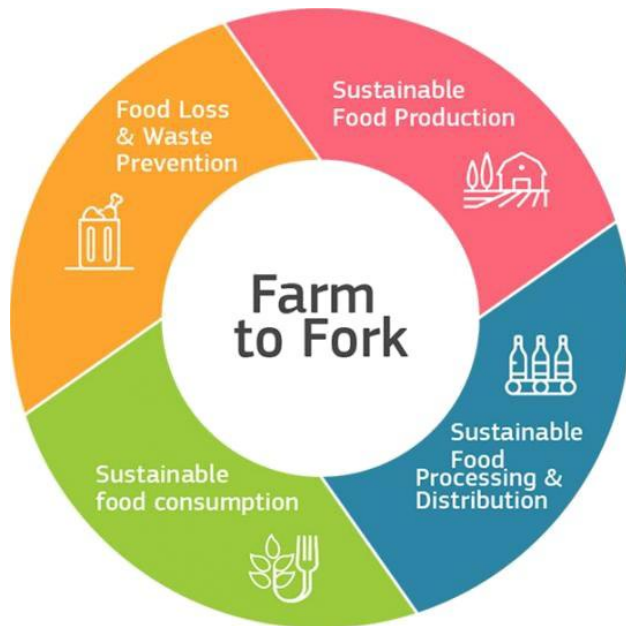 Food Loss
& Waste
Prevention
Sustainable
Food Production
Farm
to Fork
Sustainable
Food
Processing &
Distribution
Sustainable
food consumption